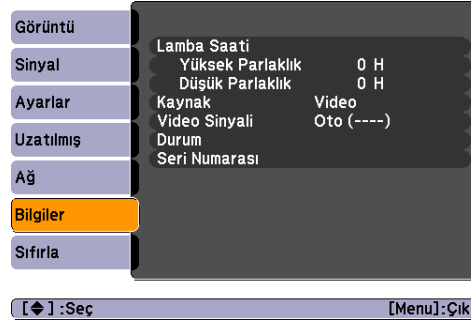 Görüntü
Sinyal
Ayarlar
Uzatılmış
Ağ
Bilgiler
Sıfırla
Lamba Saati
Yüksek Parlaklık 0 H
Düşük Parlaklık 0 H
Kaynak Video
Video Sinyali Oto (----)
Durum
Seri Numarası
[◆] :Seç [Menu]:Çık